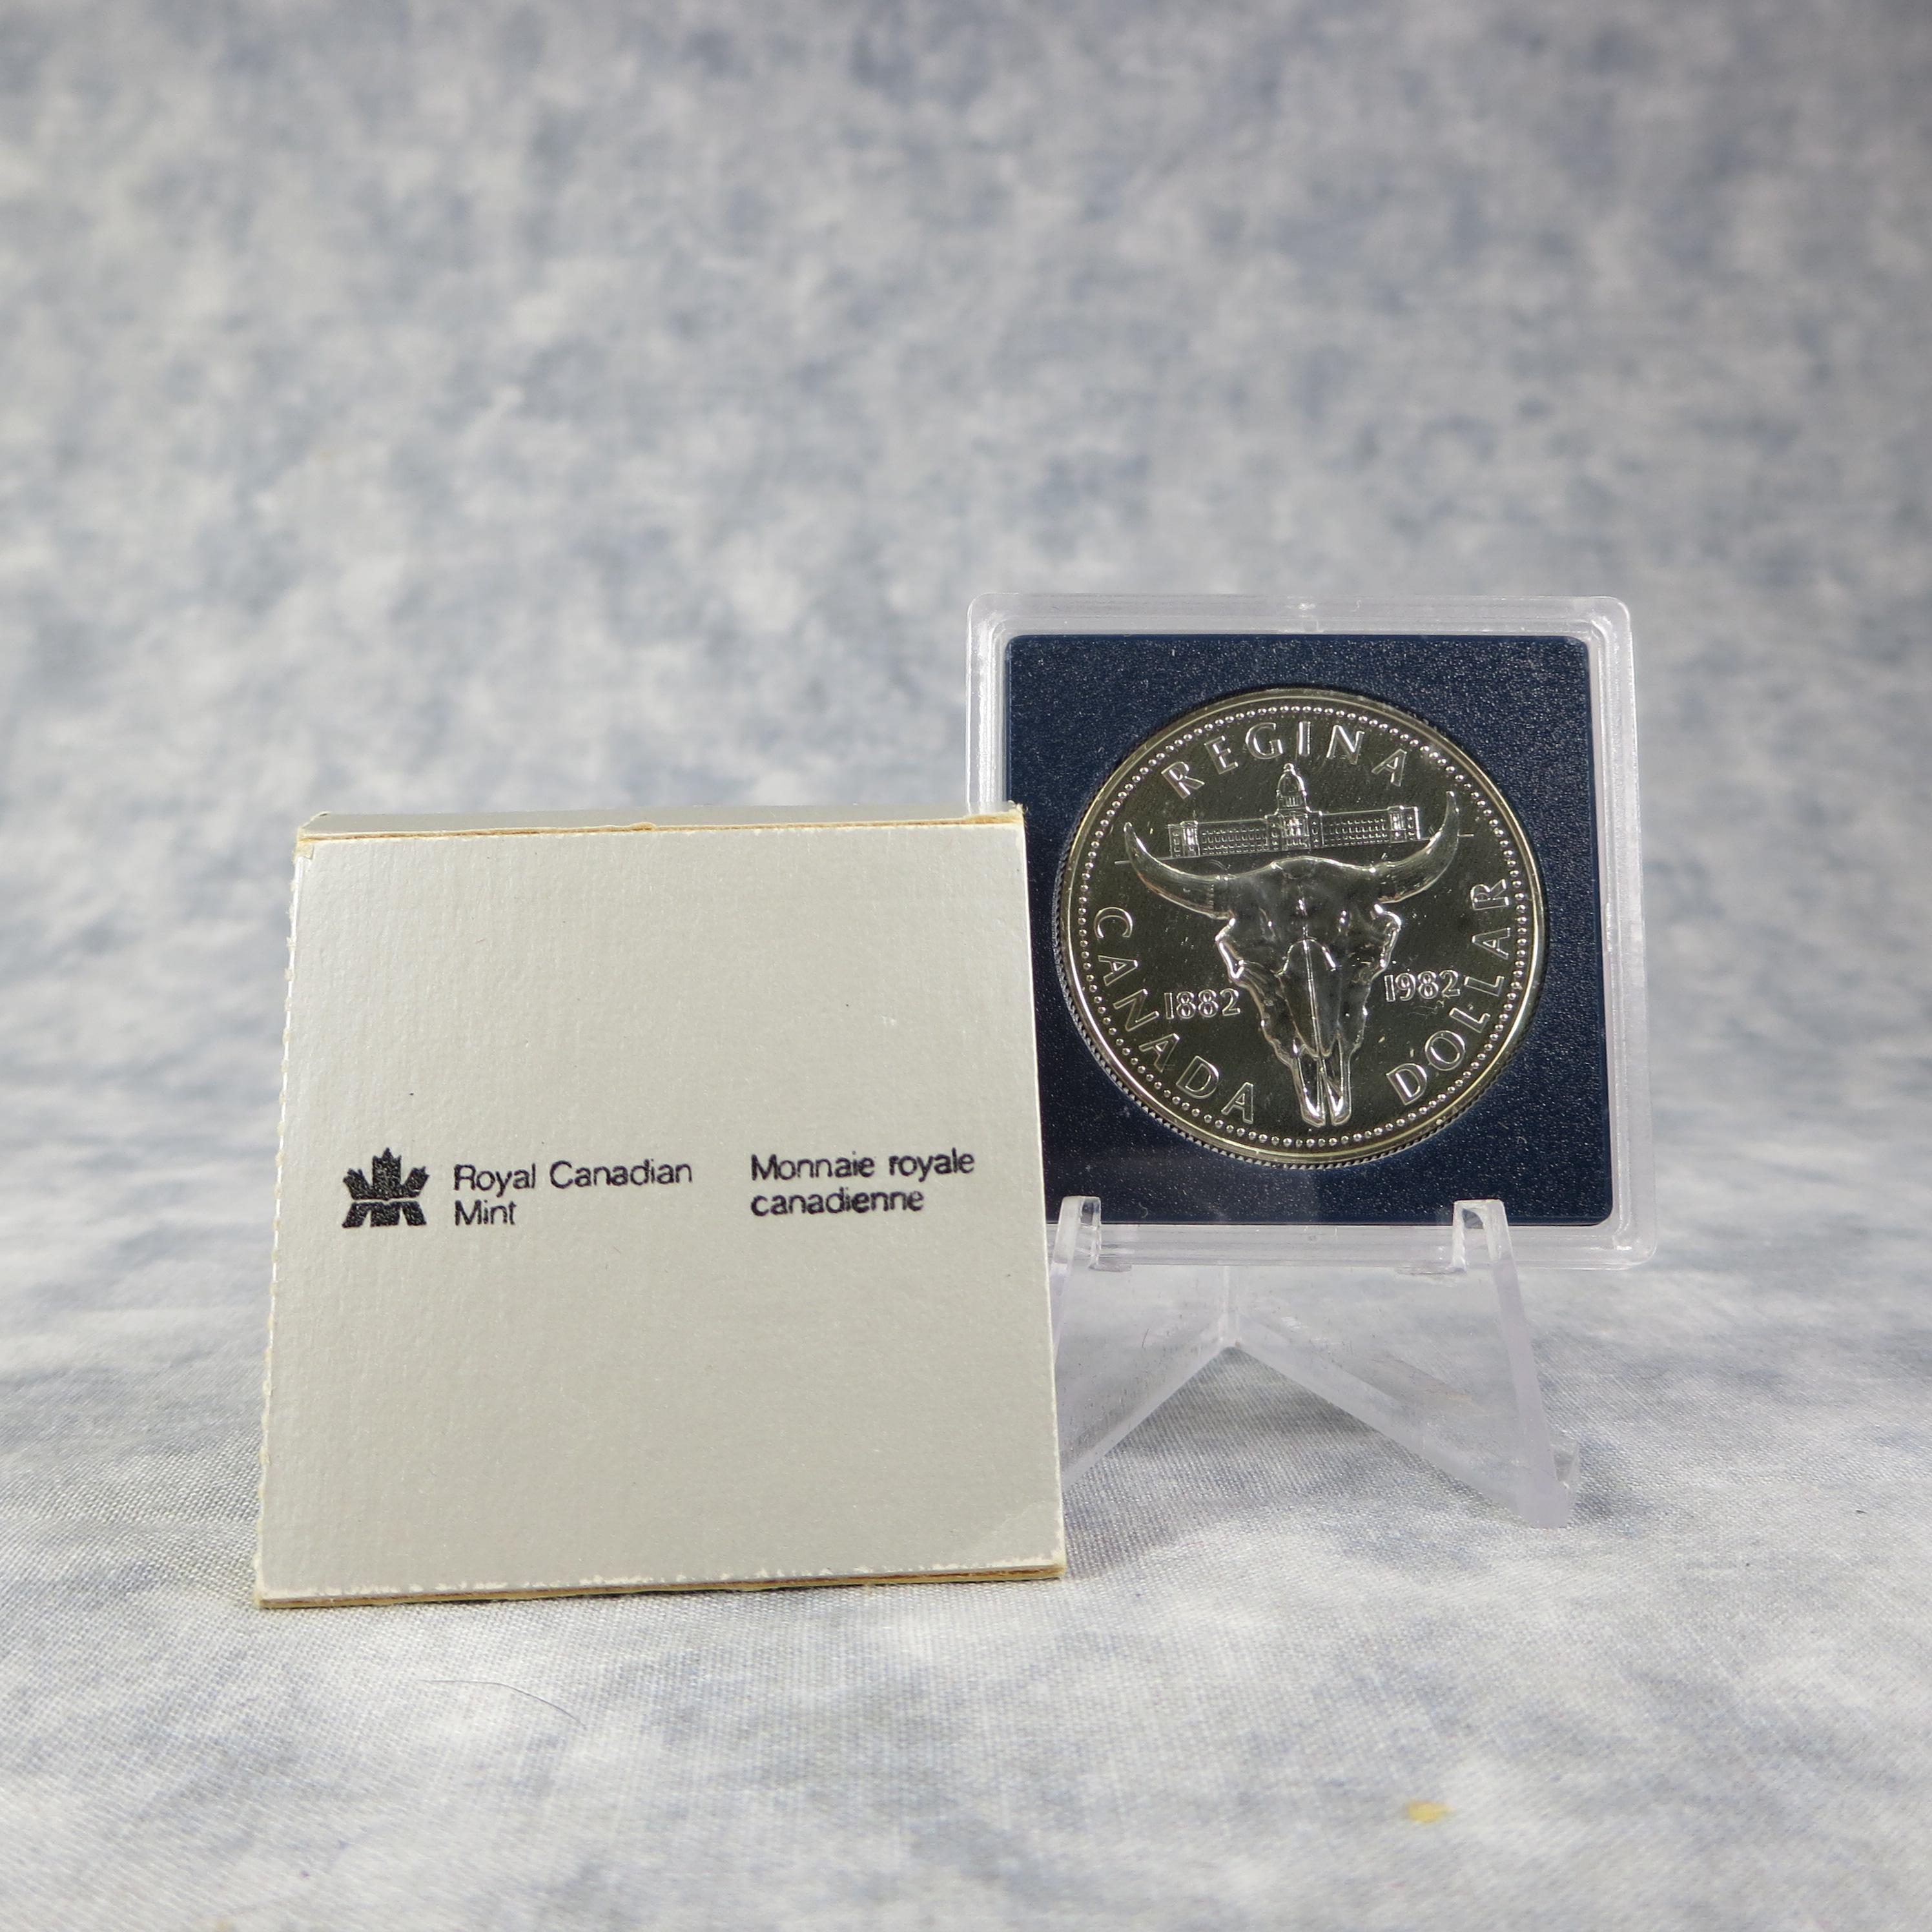 Royal Canadian
Mint
Monnaie royale
canadienne
REGINA
CANADA
1882
1982
DOLLAR